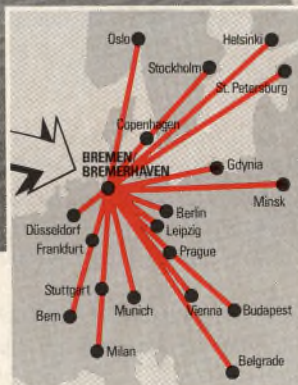 Oslo
Helsinki
Stockholm
St. Petersburg
Copenhagen
BREMEN/
BREMERHAVEN
Gdynia
Minsk
Berlin
Düsseldorf
Leipzig
Frankfurt
Prague
Stuttgart
Munich
Vienna
Budapest
Bern
Milan
Belgrade